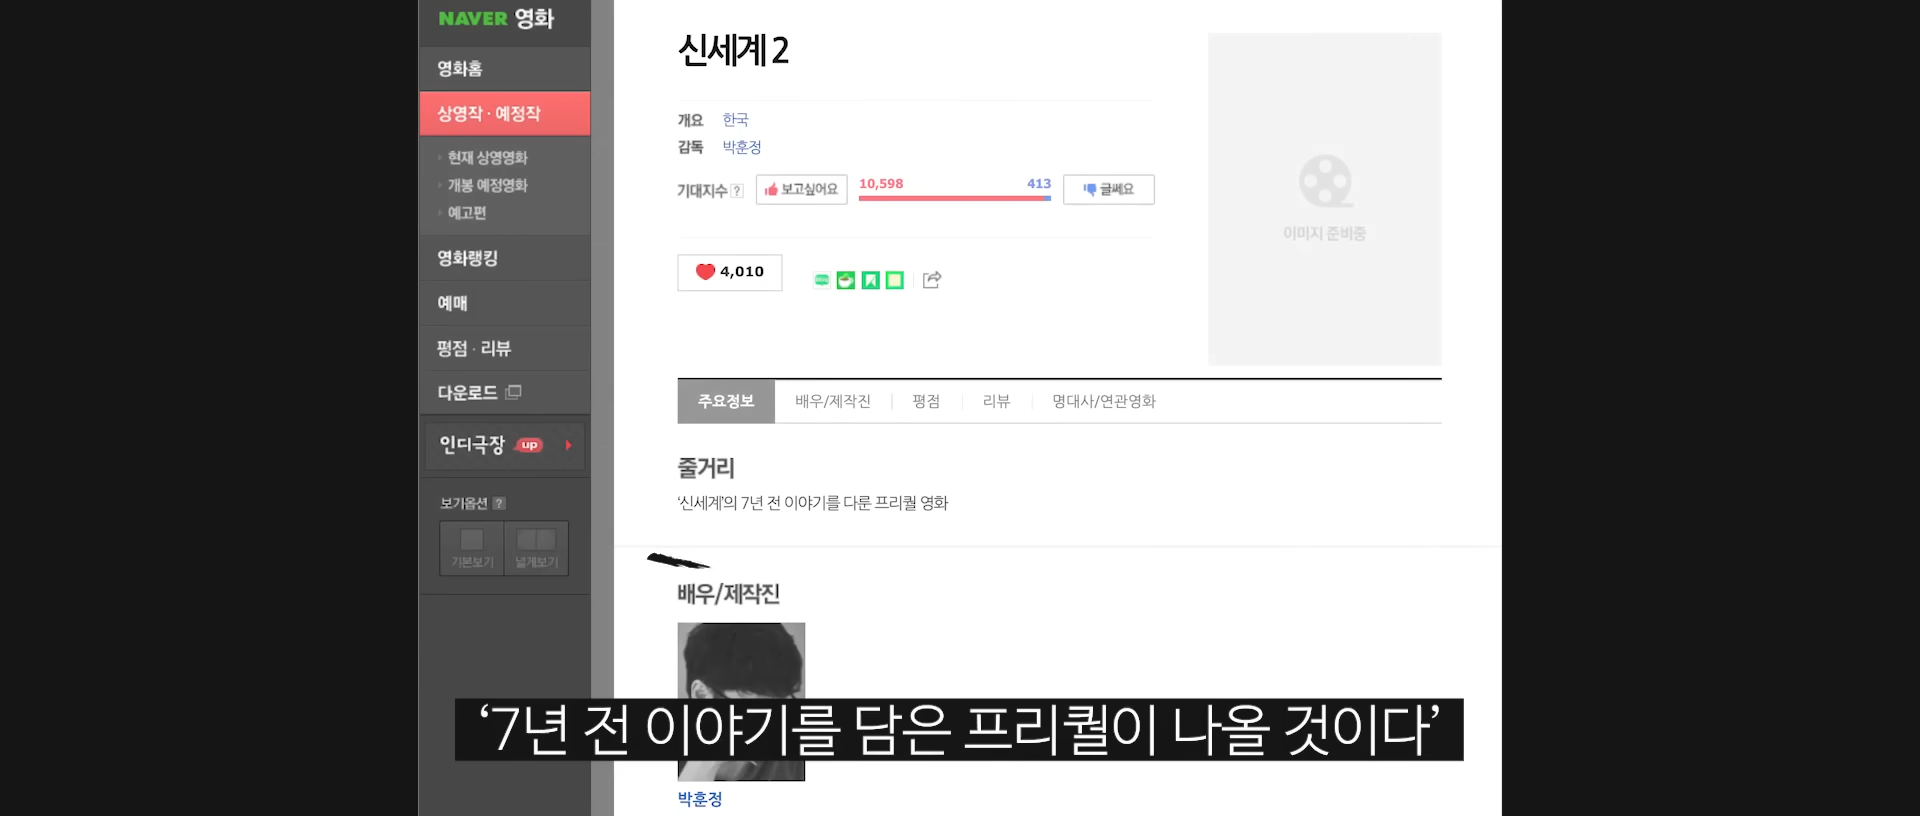 NAVER 영화
영화홈
상영작 · 예정작
현재 상영영화
개봉 예정영화
예고편
영화랭킹
예매
평점 · 리뷰
다운로드
인디극장 up
보기옵션 ?
기본보기 널게보기
신세계 2
개요 한국
감독 박훈정
기대지수 ? 보고싶어요 10,598 413 글쎄요
4,010
이미지 준비중
주요정보 배우/제작진 평점 리뷰 명대사/연관영화
줄거리
‘신세계’의 7년 전 이야기를 다룬 프리퀄 영화
배우/제작진
‘7년 전 이야기를 담은 프리퀄이 나올 것이다’
박훈정